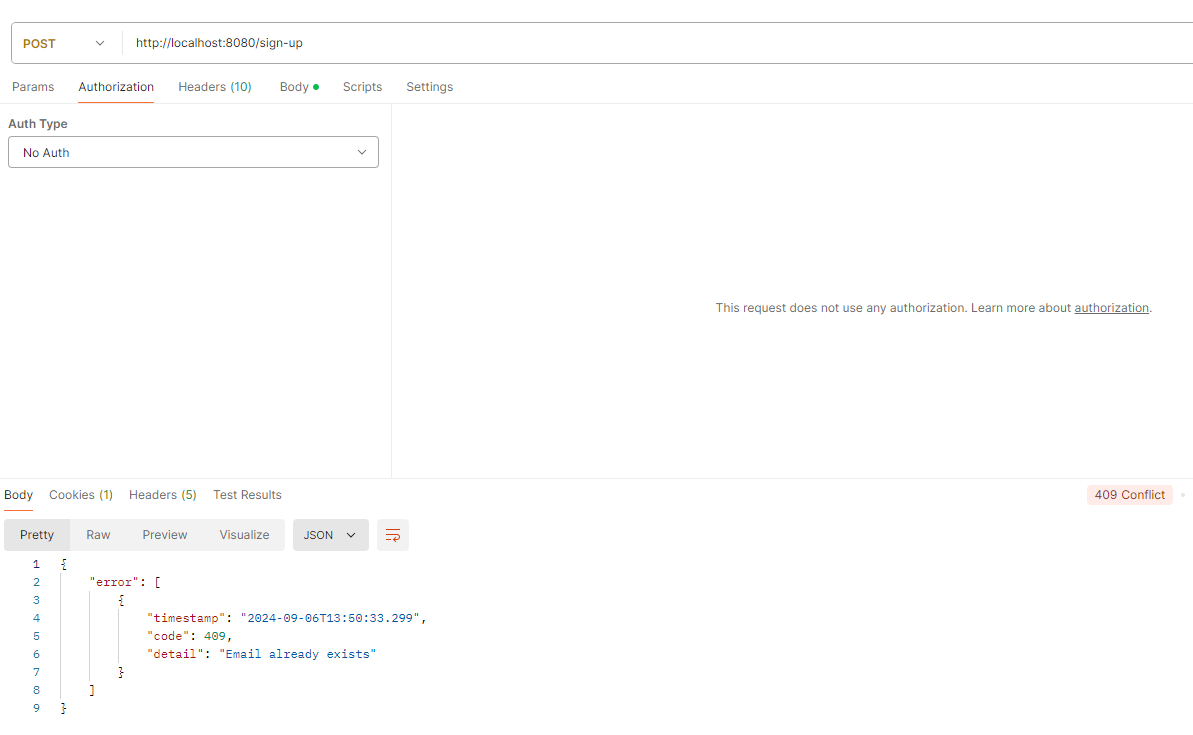 POST http://localhost:8080/sign-up
Params Authorization Headers (10) Body Scripts Settings
Auth Type
No Auth
This request does not use any authorization. Learn more about authorization.
Body Cookies (1) Headers (5) Test Results 409 Conflict
Pretty Raw Preview Visualize JSON
1 {
2 "error": [
3 {
4 "timestamp": "2024-09-06T13:50:33.299",
5 "code": 409,
6 "detail": "Email already exists"
7 }
8 ]
9 }